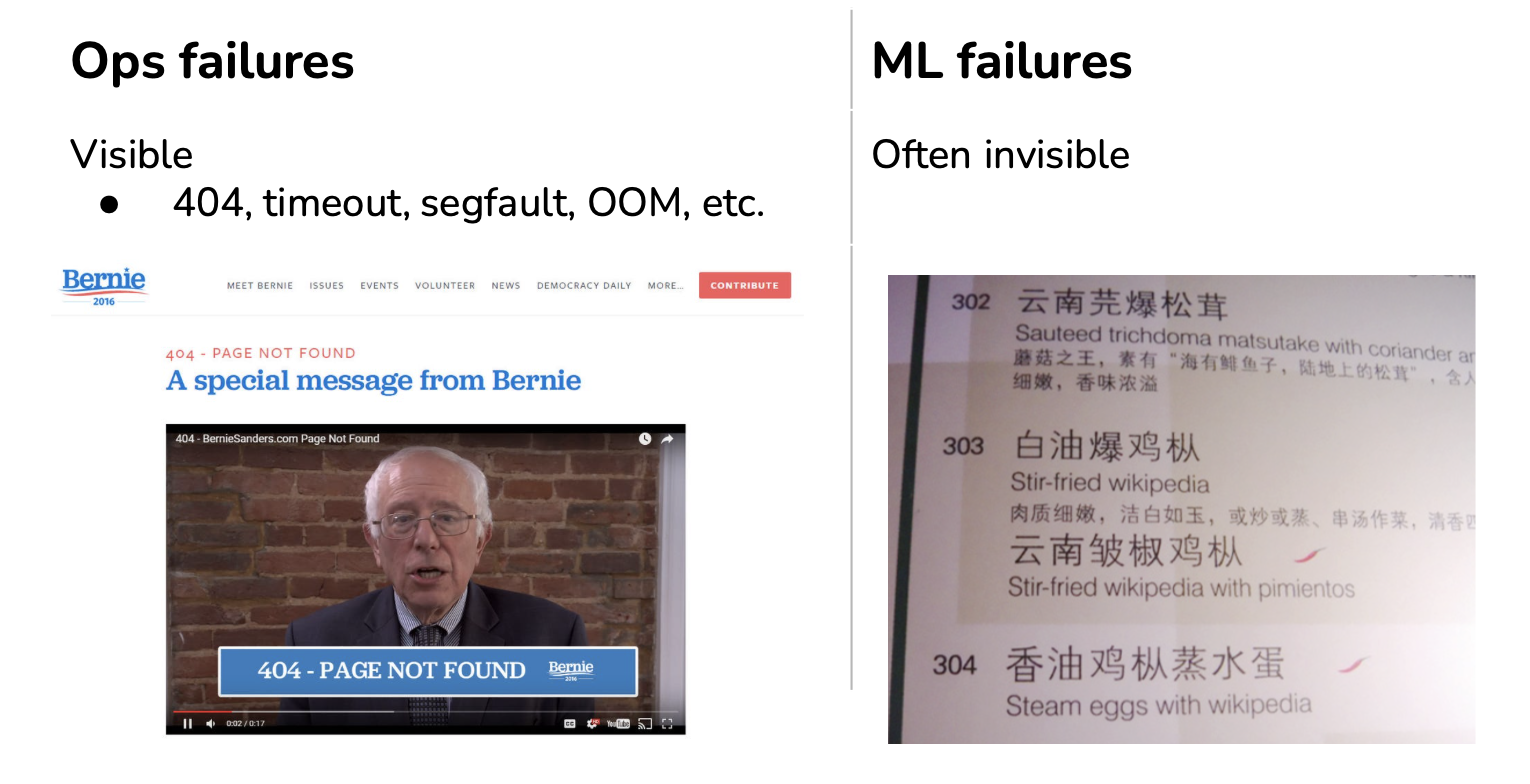 Ops failures
Visible
● 404, timeout, segfault, OOM, etc.
Bernie
2016
MEET BERNIE ISSUES EVENTS VOLUNTEER NEWS DEMOCRACY DAILY MORE... CONTRIBUTE
404 - PAGE NOT FOUND
A special message from Bernie
404 - BernieSanders.com Page Not Found
404 - PAGE NOT FOUND Bernie
2016
0:02 / 0:17 CC HD YouTube
ML failures
Often invisible
302 云南芫爆松茸
Sauteed trichdoma matsutake with coriander
蘑菇之王，素有“海有鲱鱼子，陆地上的松茸”，含
细嫩，香味浓溢
303 白油爆鸡枞
Stir-fried wikipedia
肉质细嫩，洁白如玉，或炒或蒸、串汤作菜，清香
云南皱椒鸡枞
Stir-fried wikipedia with pimientos
304 香油鸡枞蒸水蛋
Steam eggs with wikipedia